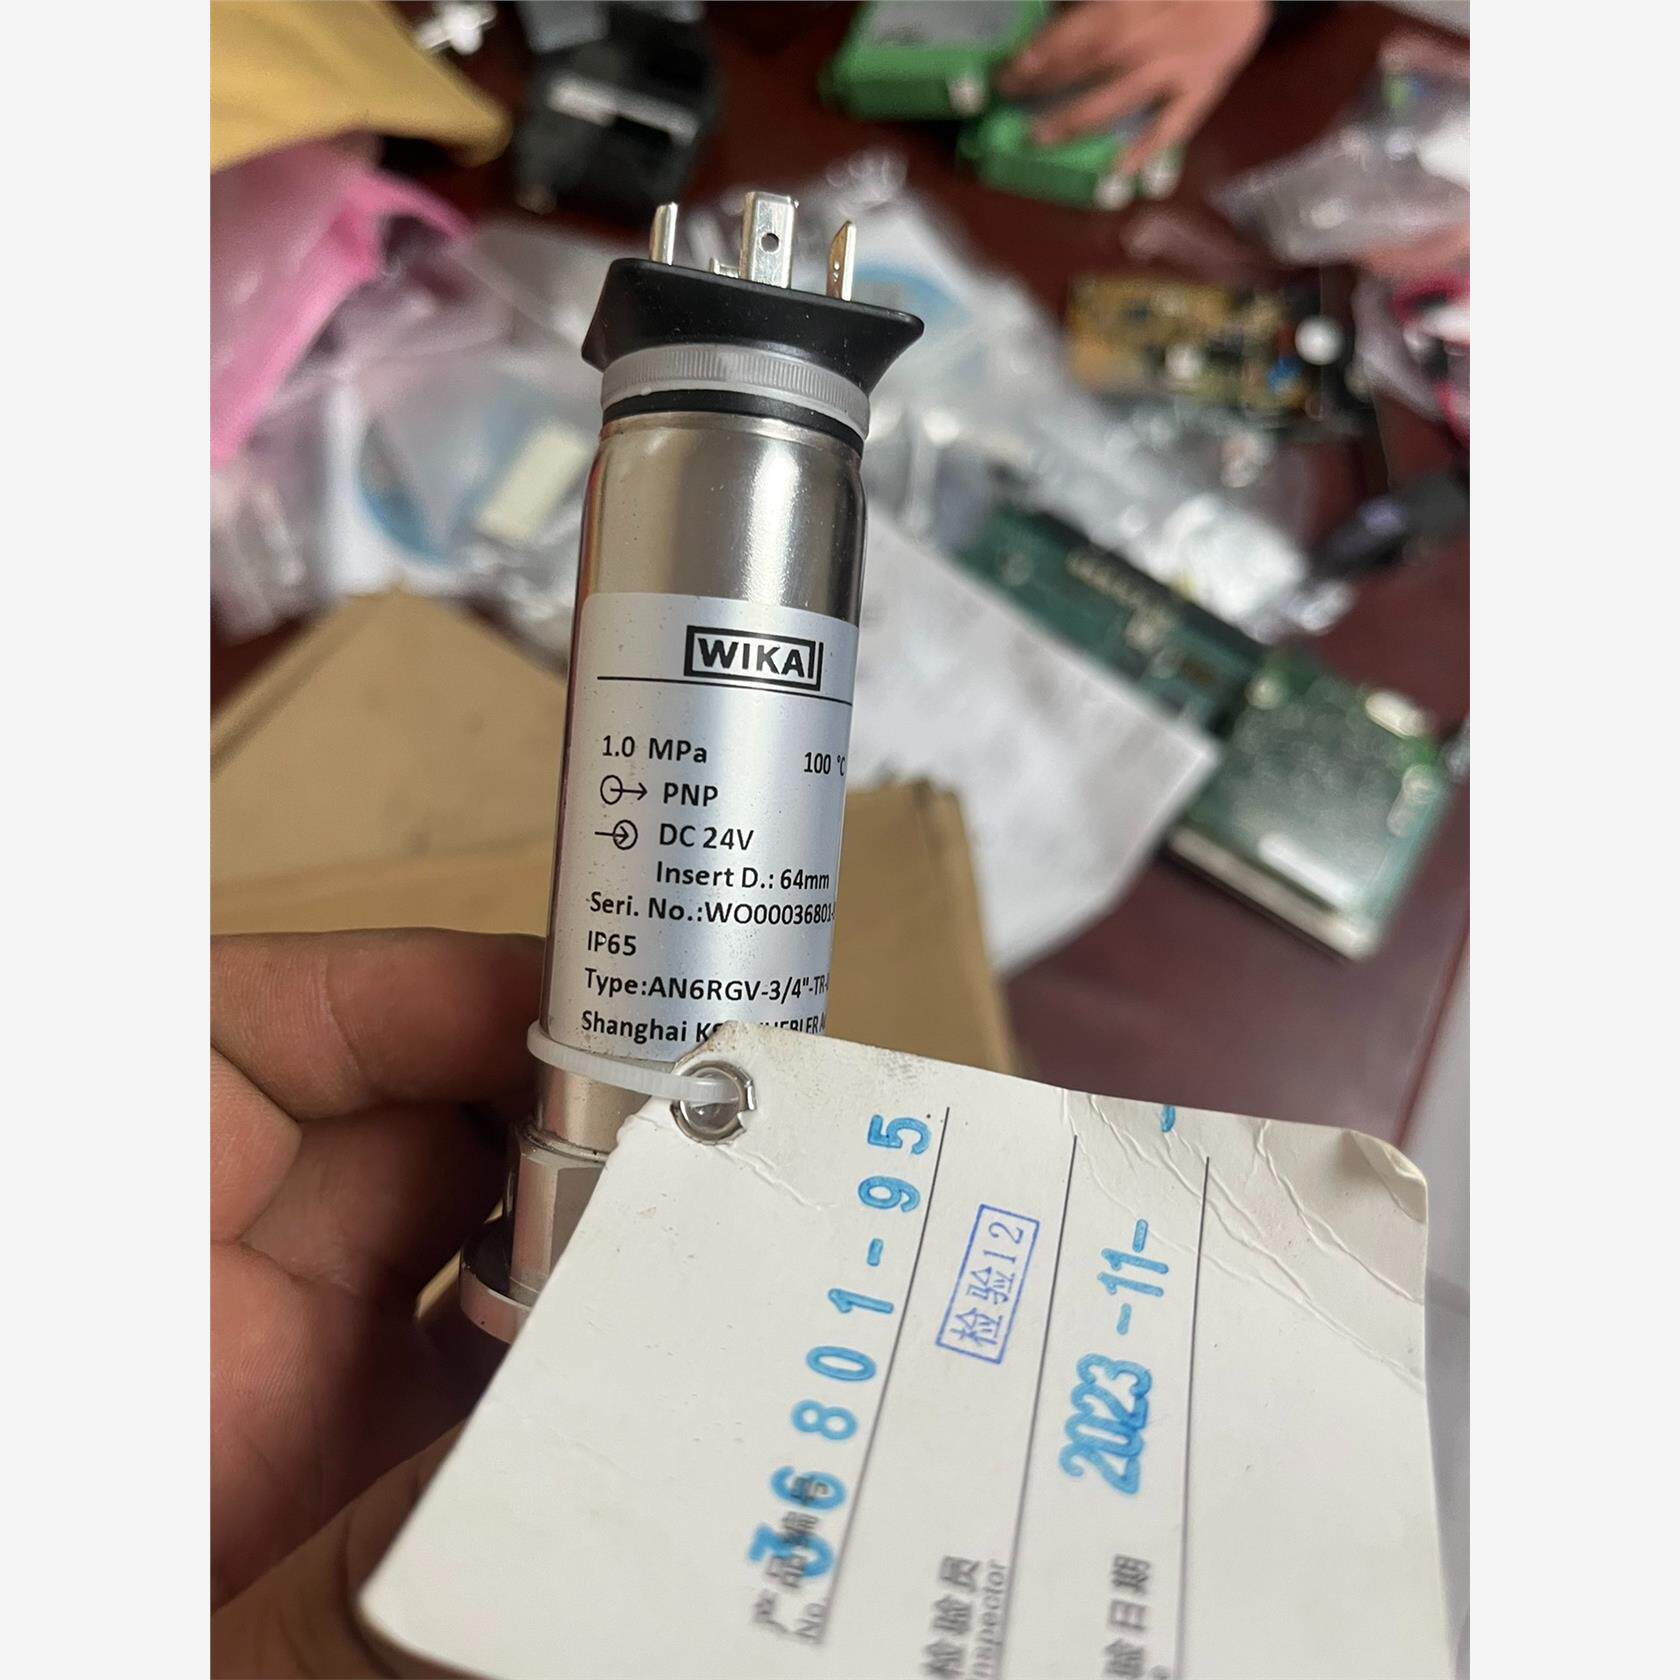 WIKA
1.0 MPa 100 °C
PNP
DC 24V
Insert D.: 64mm
Seri. No.:WO00036801-
IP65
Type:AN6RGV-3/4"-TR-
Shanghai
产品编号
No.
36801-95
检验员
Inspector
检验12
验日期
2023-11-